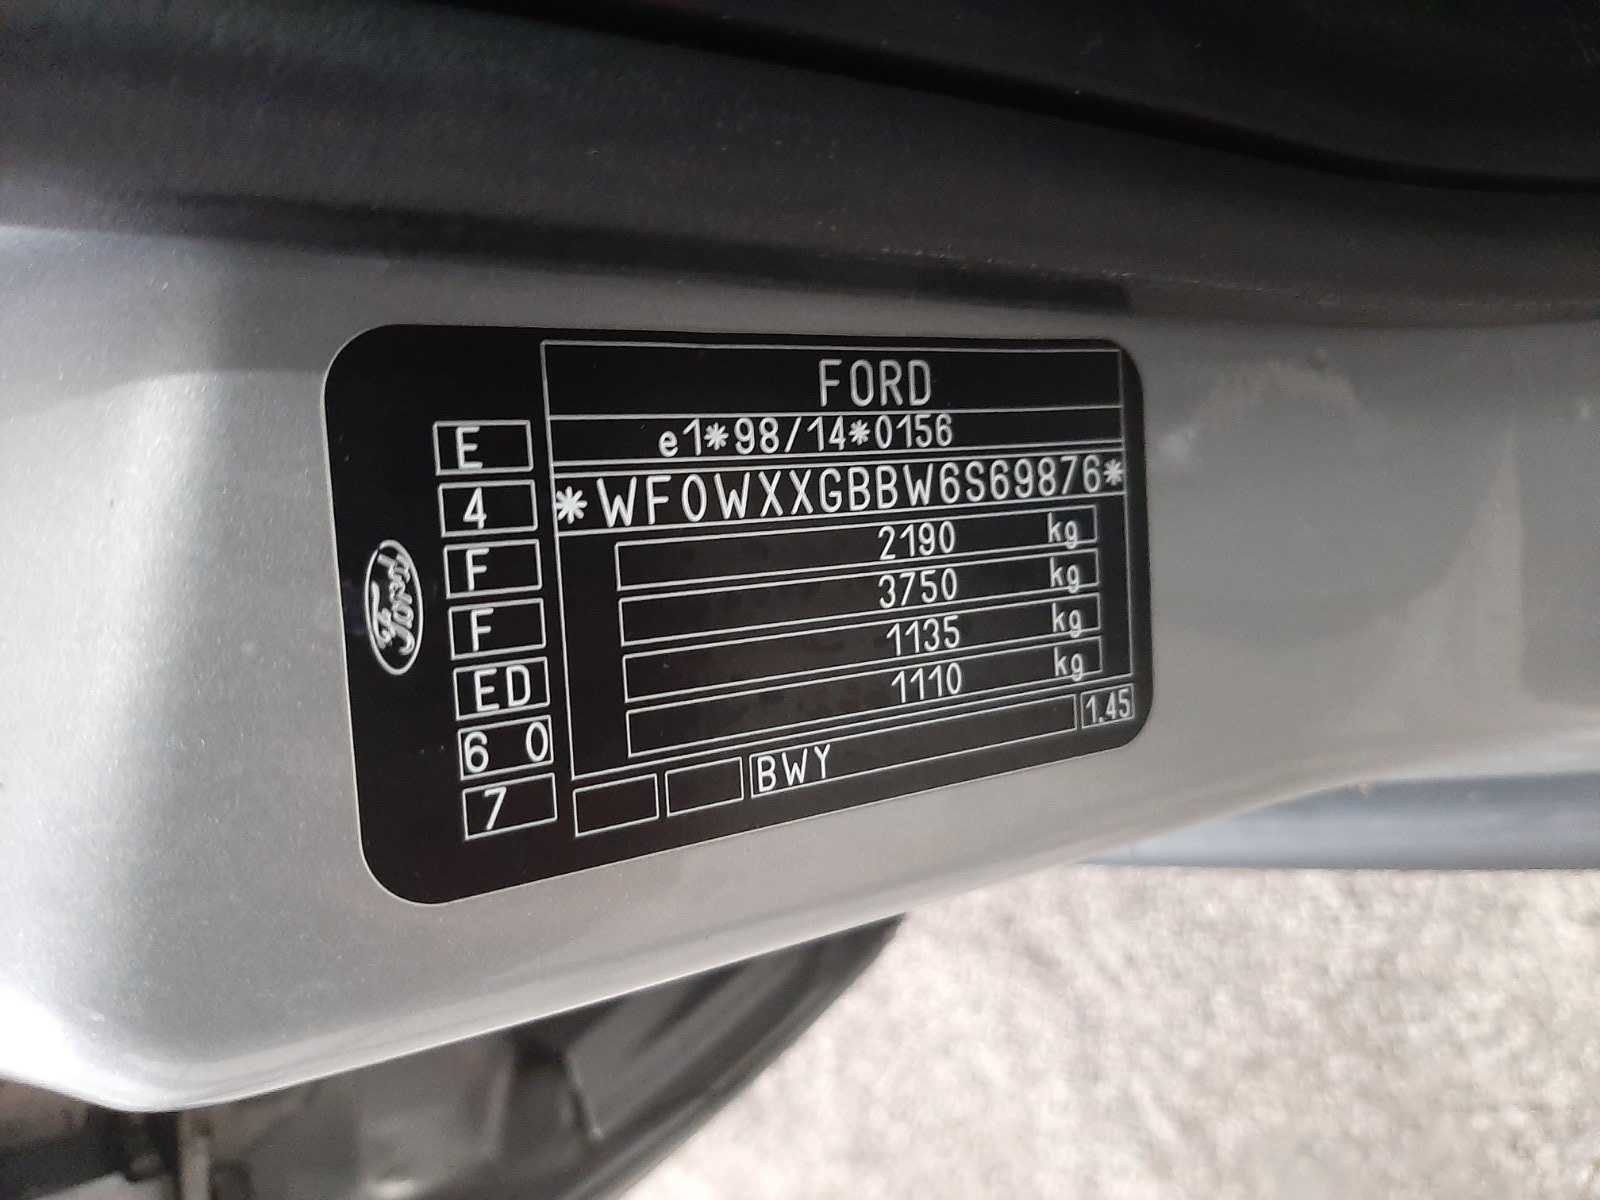 FORD
e1*98/14*0156
*WF0WXXGBBW6S69876*
2190 kg
3750 kg
1135 kg
1110 kg
BWY 1.45
E
4
F
F
ED
6 0
7
Ford